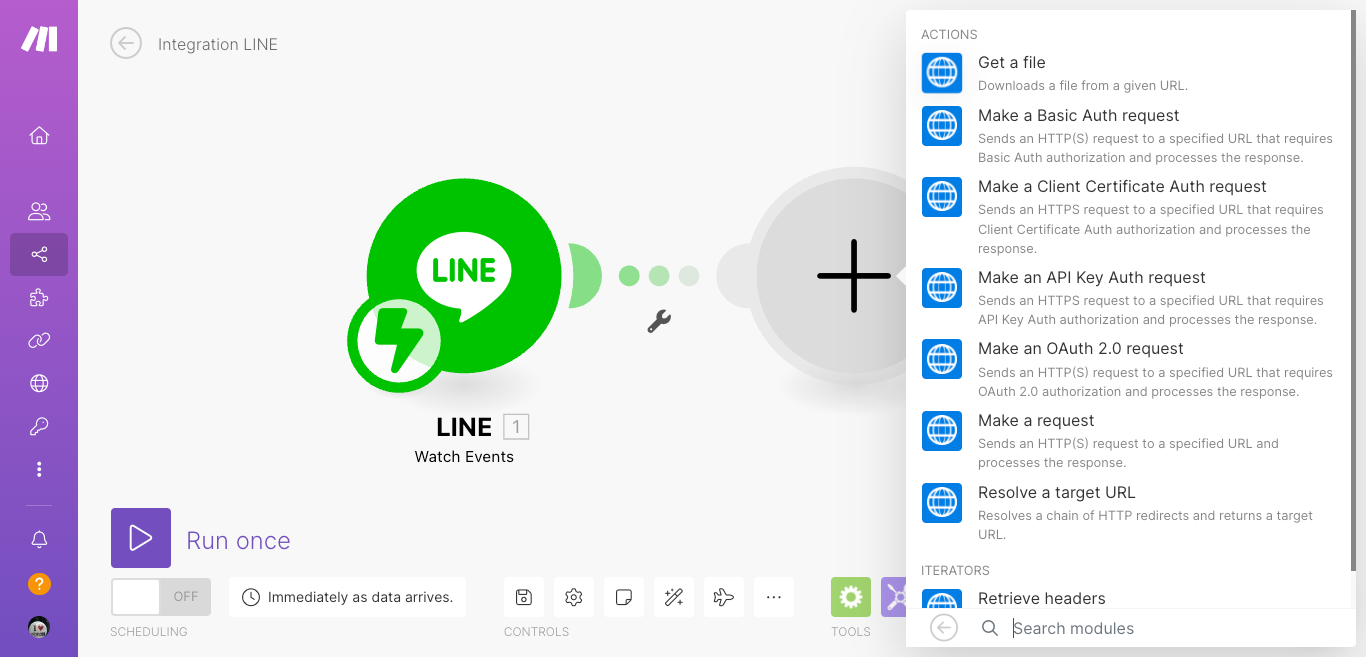 Integration LINE
LINE
LINE 1
Watch Events
Run once
OFF
Immediately as data arrives.
SCHEDULING
CONTROLS
TOOLS
?
ACTIONS
Get a file
Downloads a file from a given URL.
Make a Basic Auth request
Sends an HTTP(S) request to a specified URL that requires
Basic Auth authorization and processes the response.
Make a Client Certificate Auth request
Sends an HTTPS request to a specified URL that requires
Client Certificate Auth authorization and processes the
response.
Make an API Key Auth request
Sends an HTTPS request to a specified URL that requires
API Key Auth authorization and processes the response.
Make an OAuth 2.0 request
Sends an HTTP(S) request to a specified URL that requires
OAuth 2.0 authorization and processes the response.
Make a request
Sends an HTTP(S) request to a specified URL and
processes the response.
Resolve a target URL
Resolves a chain of HTTP redirects and returns a target
URL.
ITERATORS
Retrieve headers
Search modules